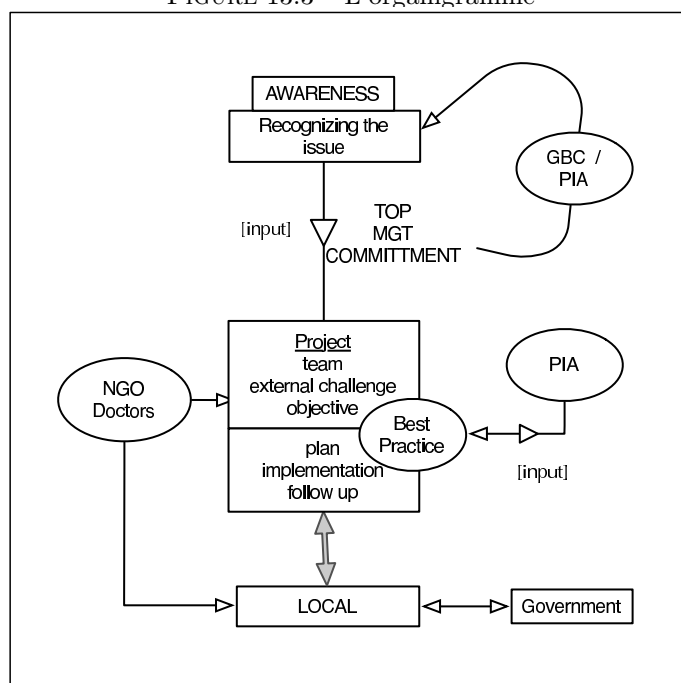 FIGURE 13.3 – L'organigramme
AWARENESS
Recognizing the
issue
GBC /
PIA
[input]
TOP
MGT
COMMITTMENT
Project
team
external challenge
objective
NGO
Doctors
PIA
Best
Practice
plan
implementation
follow up
[input]
LOCAL
Government